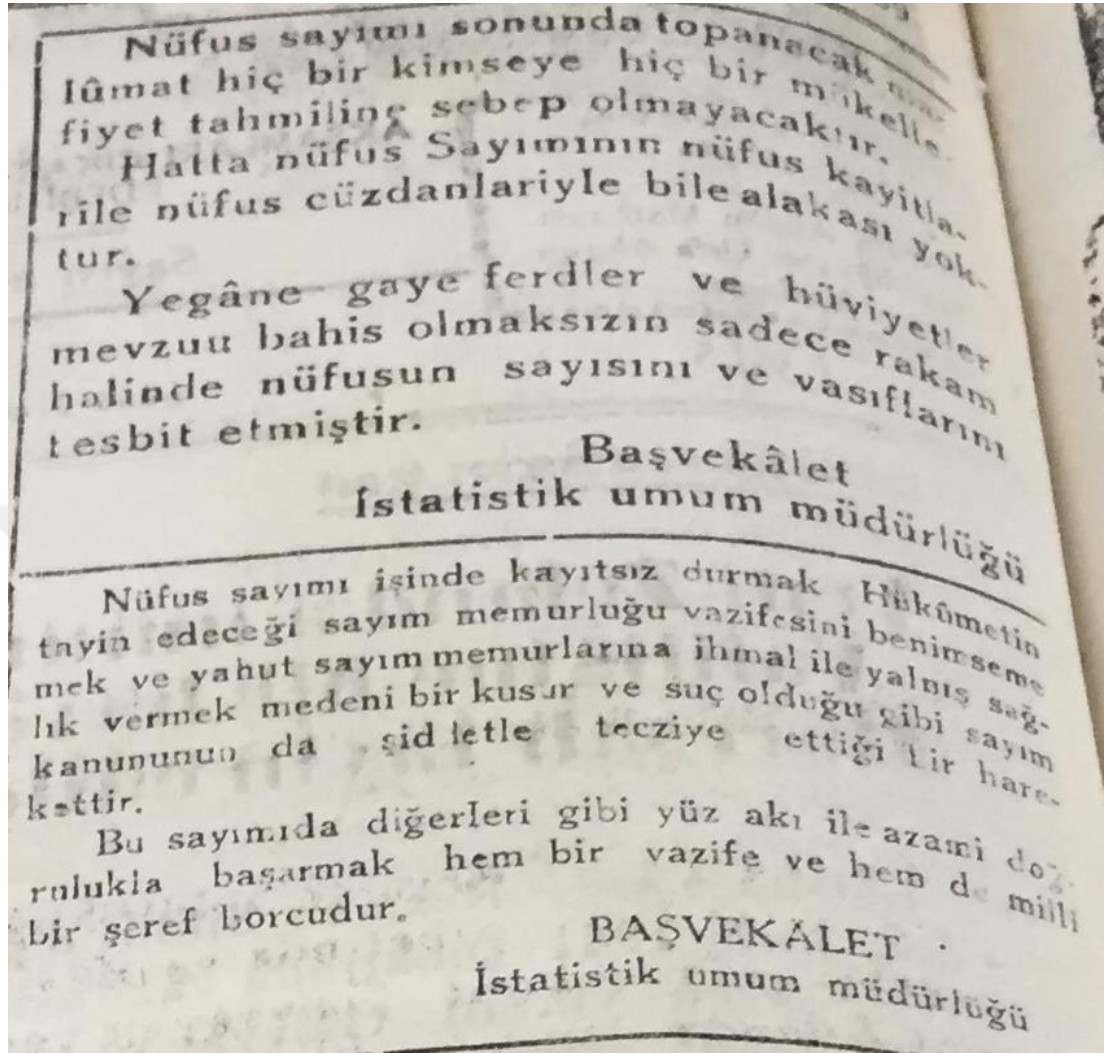 Nüfus sayımı sonunda topanacak ma-
lûmat hiç bir kimseye hiç bir mükelle-
fiyet tahmiline sebep olmayacaktır.
Hatta nüfus Sayımının nüfus kayitla-
rile nüfus cüzdanlariyle bile alakası yok-
tur.
Yegâne gaye ferdler ve hüviyetler
mevzuu bahis olmaksızın sadece rakam
halinde nüfusun sayısını ve vasıflarını
tesbit etmiştir.
Başvekâlet
İstatistik umum müdürlüğü
Nüfus sayımı işinde kayıtsız durmak Hükûmetin
tayin edeceği sayım memurluğu vazifesini benimseme
mek ve yahut sayım memurlarına ihmal ile yalnış sağ-
lık vermek medeni bir kusur ve suç olduğu gibi sayım
kanununun da şiddetle tecziye ettiği bir hare-
kettir.
Bu sayımıda diğerleri gibi yüz akı ile azami doğ-
rulukla başarmak hem bir vazife ve hem de milli
bir şeref borcudur.
BAŞVEKÂLET
İstatistik umum müdürlüğü